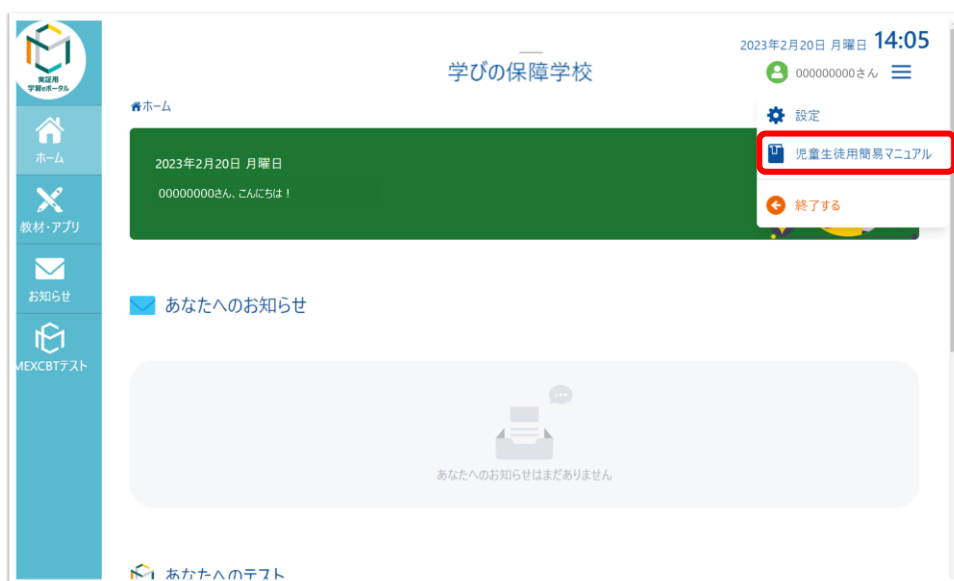 実証用
学習eポータル
ホーム
教材・アプリ
お知らせ
MEXCBTテスト
2023年2月20日 月曜日 14:05
学びの保障学校
000000000さん
ホーム
設定
児童生徒用簡易マニュアル
終了する
2023年2月20日 月曜日
00000000さん、こんにちは！
あなたへのお知らせ
あなたへのお知らせはまだありません
あなたへのテスト